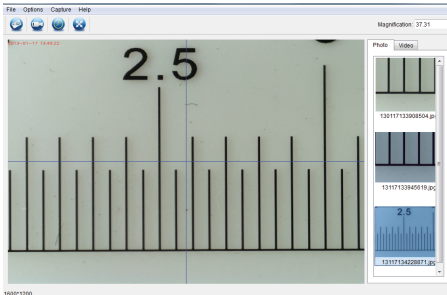 File Options Capture Help
Magnification: 37.31
Photo Video
2.5
130117133908504.jpg
13117133945619.jpg
2.5
13117134228871.jpg
1600*1200